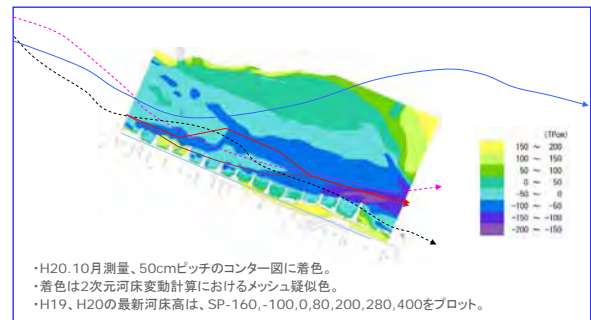 (TPcm)
150 ～ 200
100 ～ 150
50 ～ 100
0 ～ 50
-50 ～ 0
-100 ～ -50
-150 ～ -100
-200 ～ -150
・H20.10月測量、50cmピッチのコンター図に着色。
・着色は2次元河床変動計算におけるメッシュ疑似色。
・H19、H20の最新河床高は、SP-160,-100,0,80,200,280,400をプロット。